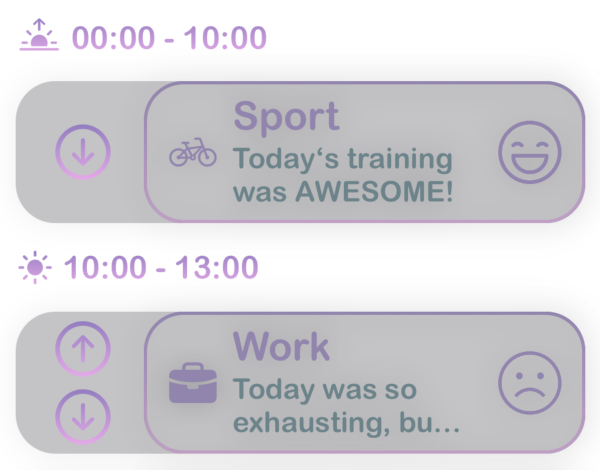 00:00 - 10:00
Sport
Today‘s training
was AWESOME!
10:00 - 13:00
Work
Today was so
exhausting, bu...